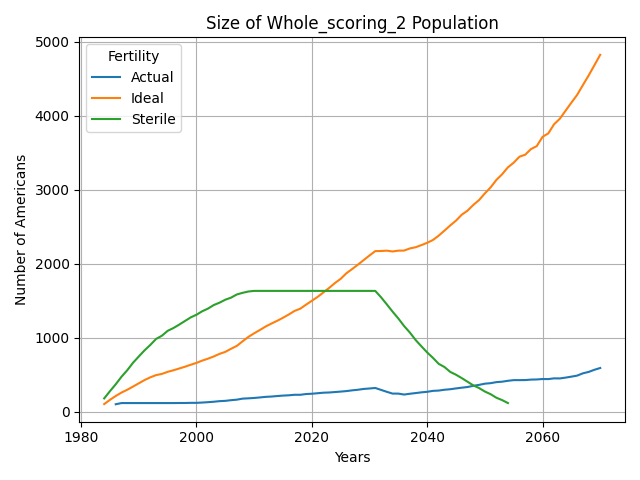 Size of Whole_scoring_2 Population
Fertility
Actual
Ideal
Sterile
Number of Americans
5000
4000
3000
2000
1000
0
1980
2000
2020
2040
2060
Years